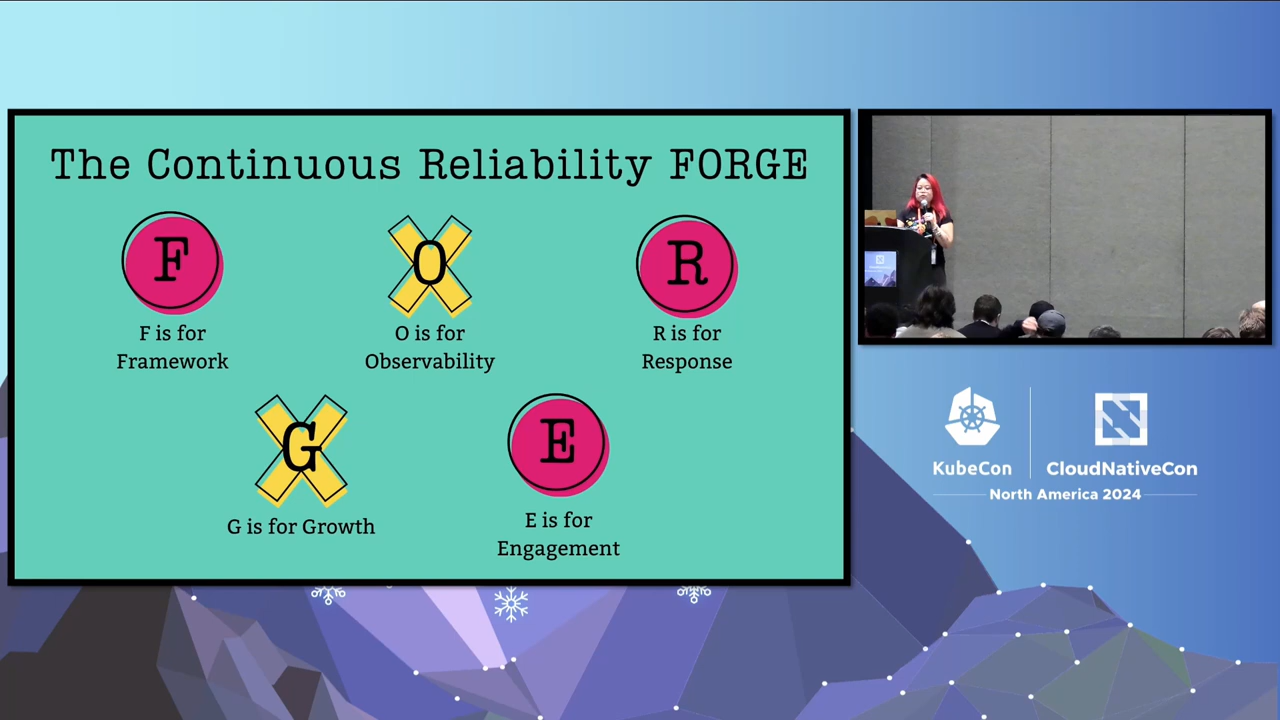 The Continuous Reliability FORGE
F
O
R
F is for
Framework
O is for
Observability
R is for
Response
G
E
G is for Growth
E is for
Engagement
KubeCon
CloudNativeCon
North America 2024